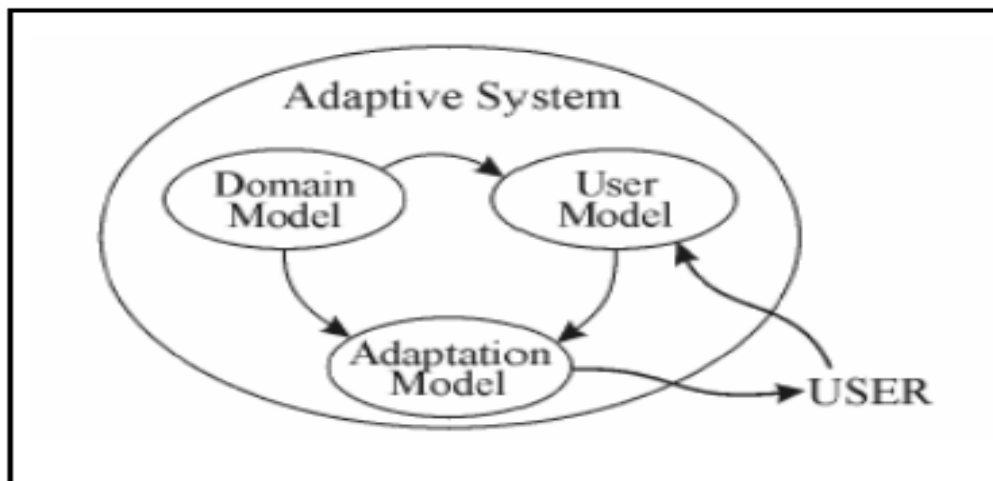 Adaptive System
Domain
Model
User
Model
Adaptation
Model
USER